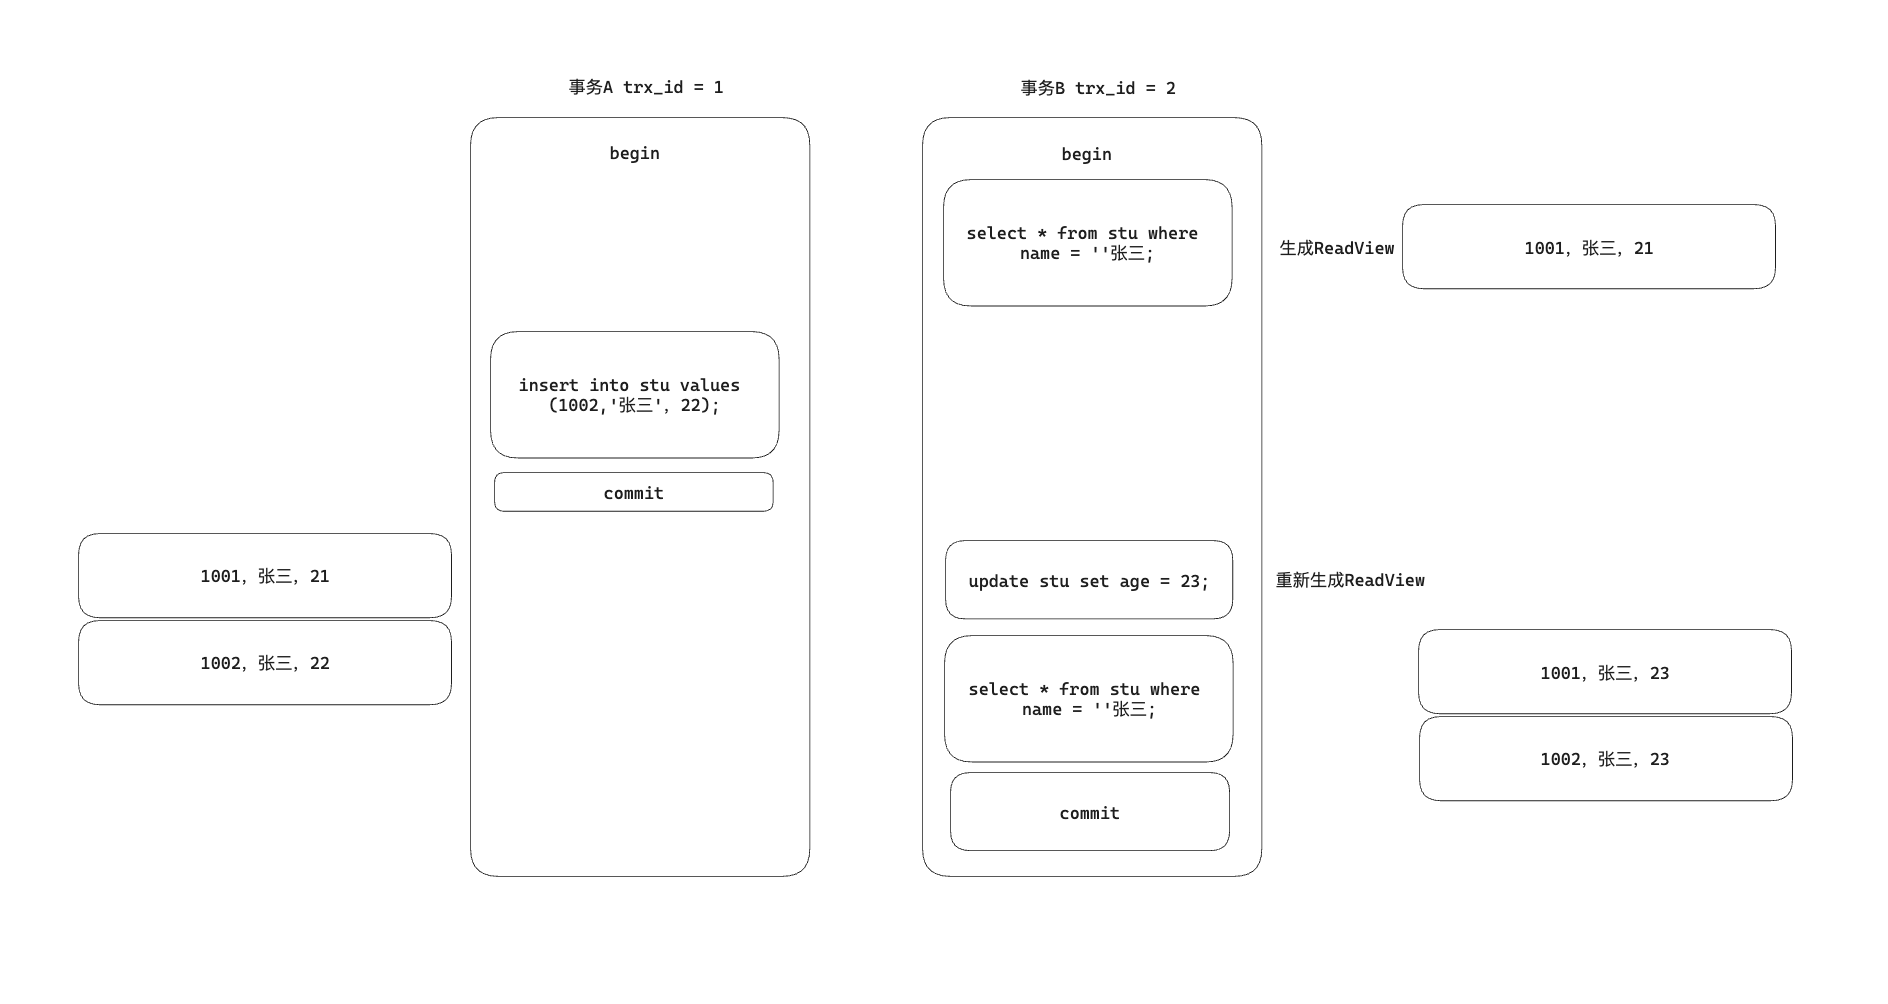 事务A trx_id = 1
begin
insert into stu values
(1002,'张三', 22);
commit
1001, 张三, 21
1002, 张三, 22
事务B trx_id = 2
begin
select * from stu where
name = ''张三;
生成ReadView
1001, 张三, 21
update stu set age = 23;
重新生成ReadView
select * from stu where
name = ''张三;
1001, 张三, 23
1002, 张三, 23
commit